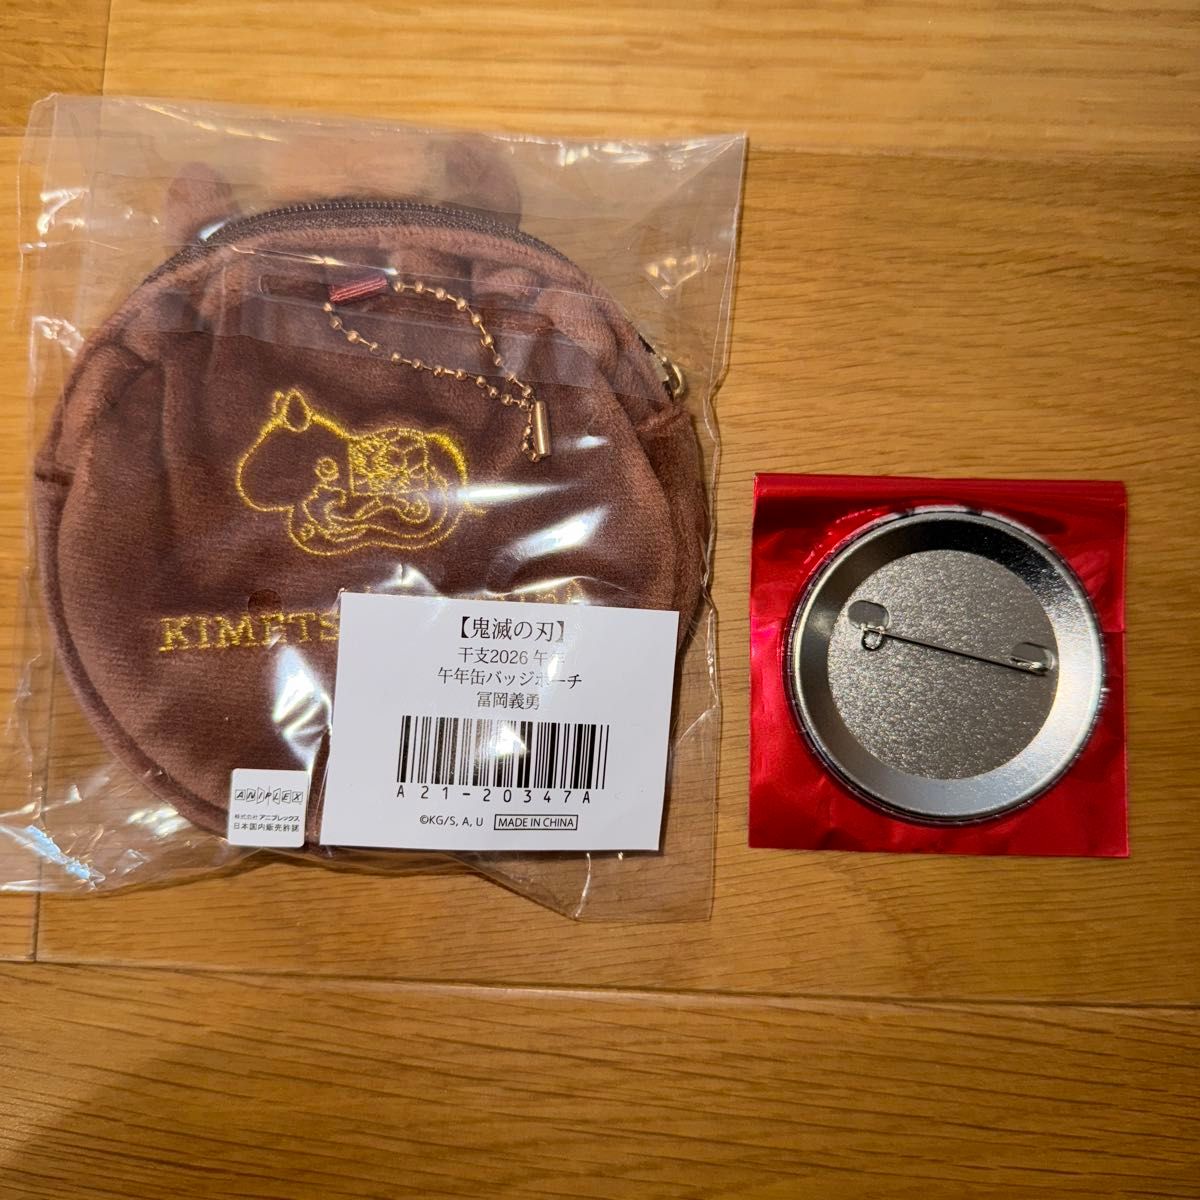 KIMETS
【鬼滅の刃】
干支2026 午年
午年缶バッジポーチ
冨岡義勇
A21-20347A
©KG/S, A, U MADE IN CHINA
ANIPLEX
株式会社 アニプレックス
日本国内販売許諾